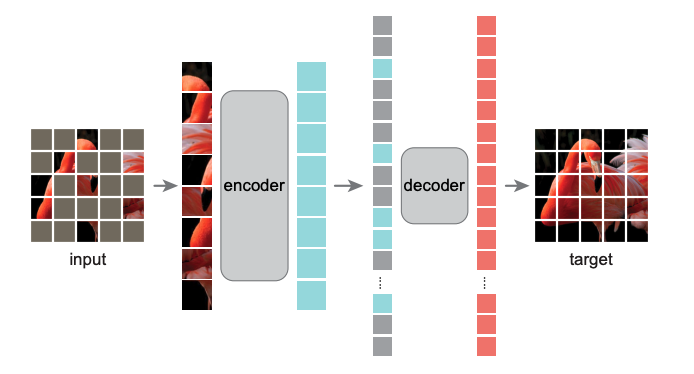 encoder
decoder
input
target